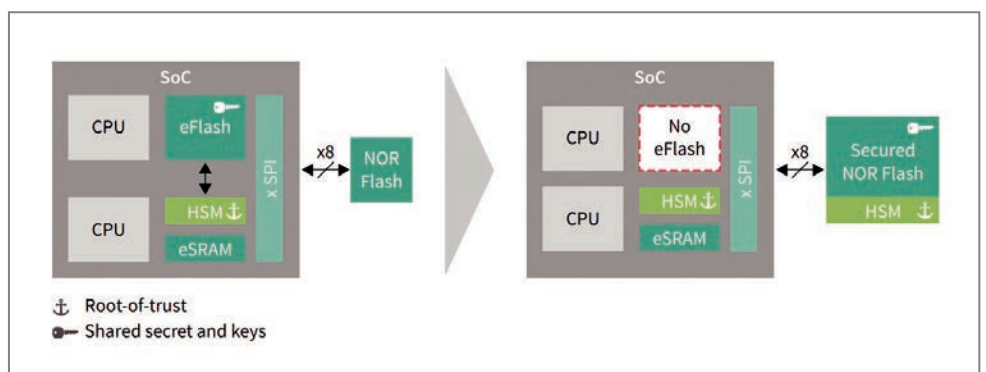 SoC
CPU
eFlash
CPU
HSM
eSRAM
x SPI
x8
NOR
Flash
SoC
CPU
No
eFlash
CPU
HSM
eSRAM
x SPI
x8
Secured
NOR Flash
HSM
Root-of-trust
Shared secret and keys